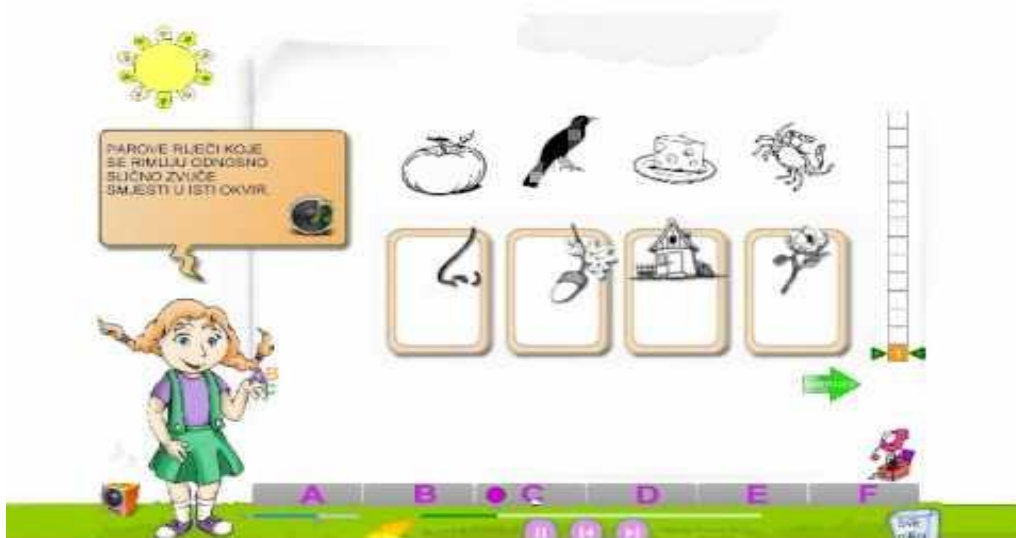 PAROVE RIJEČI KOJE
SE RIMUJU ODNOSNO
SLIČNO ZVUČE
SMJESTI U ISTI OKVIR.
A B C D E F